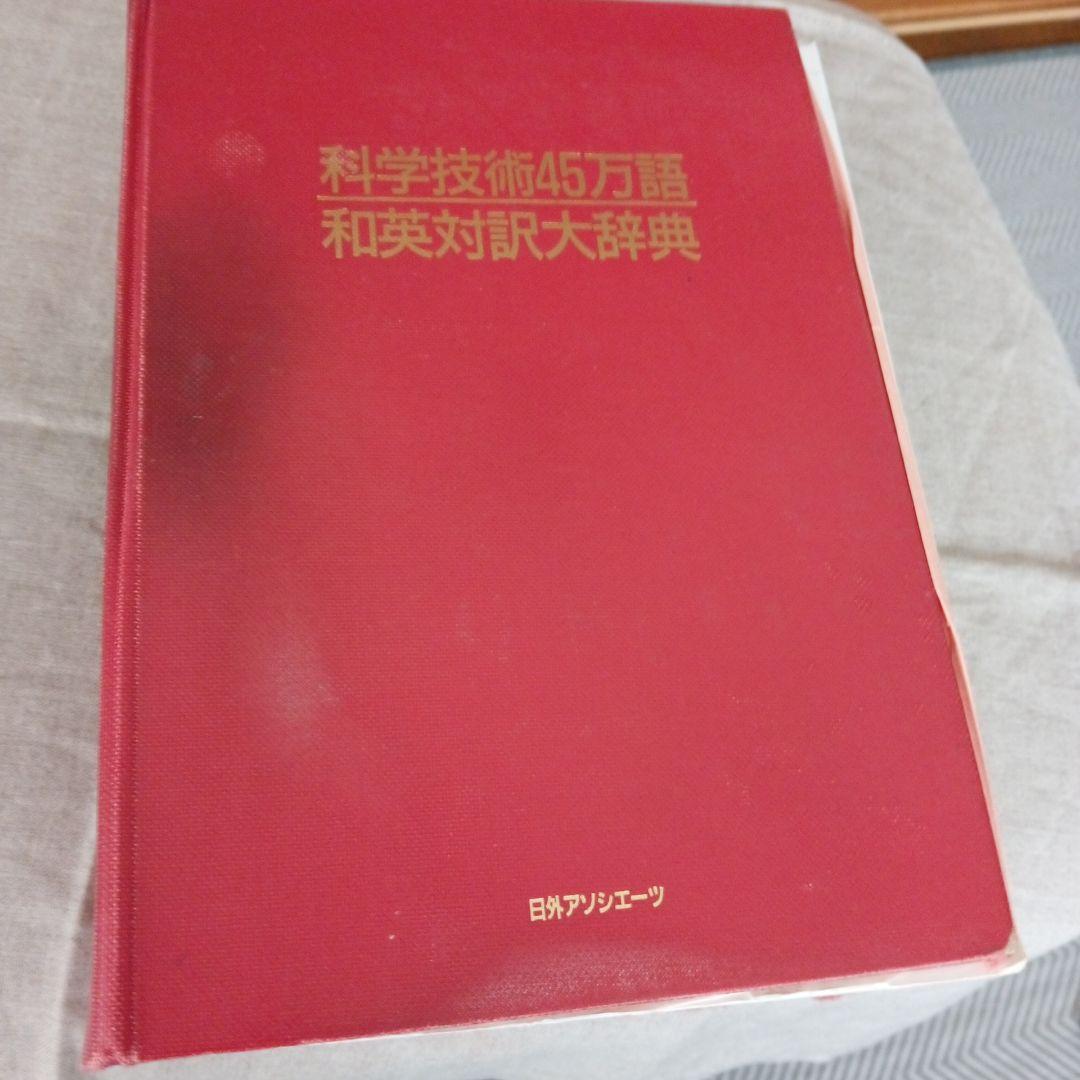 科学技術45万語
和英対訳大辞典
日外アソシエーツ